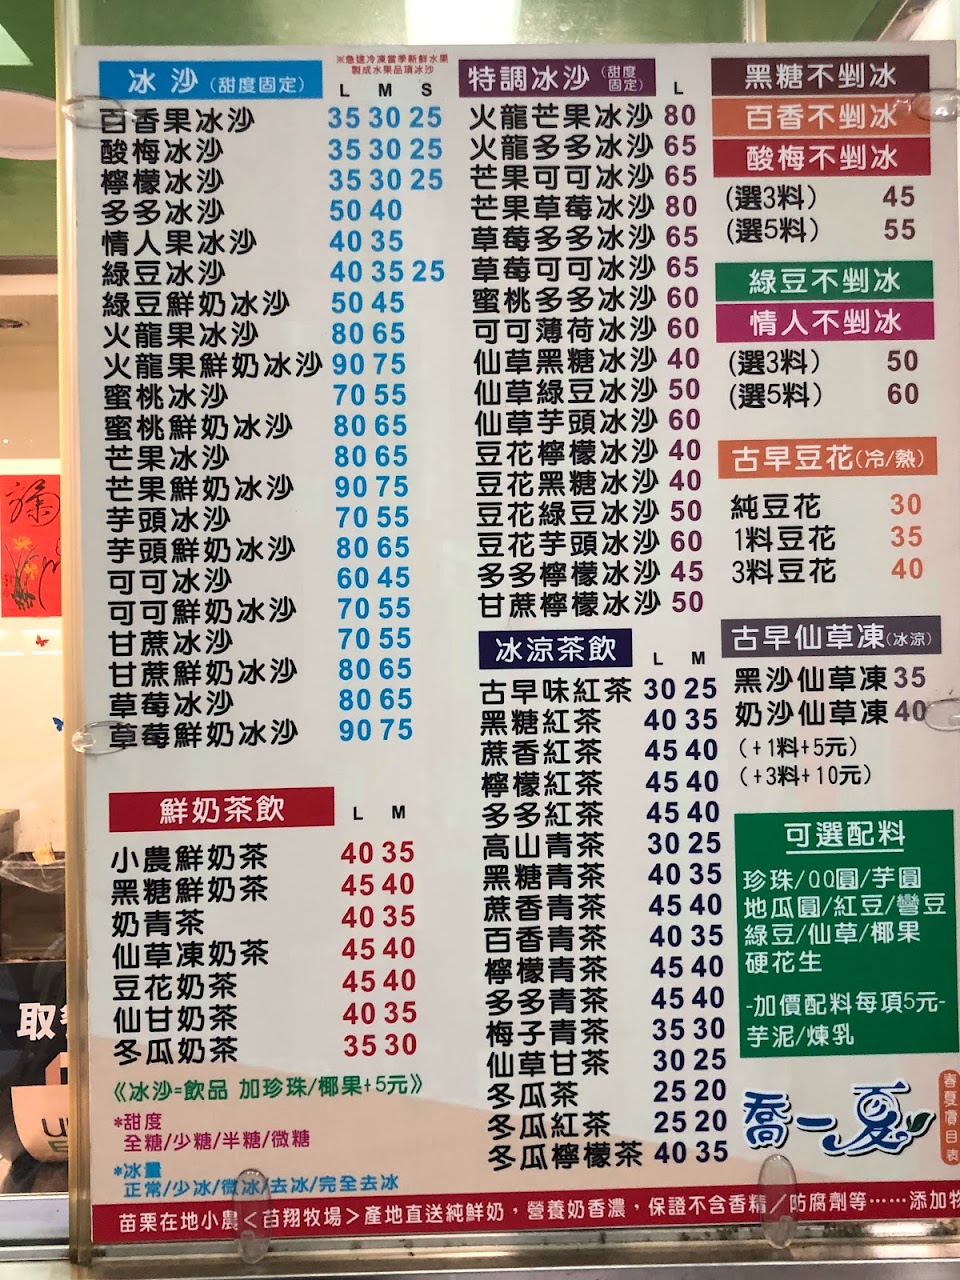 冰沙(甜度固定)
※急速冷凍當季新鮮水果
製成水果品項冰沙
L M S
百香果冰沙 35 30 25
酸梅冰沙 35 30 25
檸檬冰沙 35 30 25
多多冰沙 50 40
情人果冰沙 40 35
綠豆冰沙 40 35 25
綠豆鮮奶冰沙 50 45
火龍果冰沙 80 65
火龍果鮮奶冰沙 90 75
蜜桃冰沙 70 55
蜜桃鮮奶冰沙 80 65
芒果冰沙 80 65
芒果鮮奶冰沙 90 75
芋頭冰沙 70 55
芋頭鮮奶冰沙 80 65
可可冰沙 60 45
可可鮮奶冰沙 70 55
甘蔗冰沙 70 55
甘蔗鮮奶冰沙 80 65
草莓冰沙 80 65
草莓鮮奶冰沙 90 75
鮮奶茶飲 L M
小農鮮奶茶 40 35
黑糖鮮奶茶 45 40
奶青茶 40 35
仙草凍奶茶 45 40
豆花奶茶 45 40
仙甘奶茶 40 35
冬瓜奶茶 35 30
《冰沙=飲品 加珍珠/椰果+5元》
*甜度
全糖/少糖/半糖/微糖
*冰量
正常/少冰/微冰/去冰/完全去冰
特調冰沙(甜度固定) L
火龍芒果冰沙 80
火龍多多冰沙 65
芒果可可冰沙 65
芒果草莓冰沙 80
草莓多多冰沙 65
草莓可可冰沙 65
蜜桃多多冰沙 60
可可薄荷冰沙 60
仙草黑糖冰沙 40
仙草綠豆冰沙 50
仙草芋頭冰沙 60
豆花檸檬冰沙 40
豆花黑糖冰沙 40
豆花綠豆冰沙 50
豆花芋頭冰沙 60
多多檸檬冰沙 45
甘蔗檸檬冰沙 50
冰涼茶飲 L M
古早味紅茶 30 25
黑糖紅茶 40 35
蔗香紅茶 45 40
檸檬紅茶 45 40
多多紅茶 45 40
高山青茶 30 25
黑糖青茶 40 35
蔗香青茶 45 40
百香青茶 40 35
檸檬青茶 45 40
多多青茶 45 40
梅子青茶 35 30
仙草甘茶 30 25
冬瓜茶 25 20
冬瓜紅茶 25 20
冬瓜檸檬茶 40 35
黑糖不剉冰
百香不剉冰
酸梅不剉冰
(選3料) 45
(選5料) 55
綠豆不剉冰
情人不剉冰
(選3料) 50
(選5料) 60
古早豆花(冷/熱)
純豆花 30
1料豆花 35
3料豆花 40
古早仙草凍(冰涼)
黑沙仙草凍 35
奶沙仙草凍 40
(+1料+5元)
(+3料+10元)
可選配料
珍珠/QQ圓/芋圓
地瓜圓/紅豆/彎豆
綠豆/仙草/椰果
硬花生
-加價配料每項5元-
芋泥/煉乳
喬一夏
春夏價目表
苗栗在地小農<苗翔牧場>產地直送純鮮奶，營養奶香濃，保證不含香精/防腐劑等……添加物
取